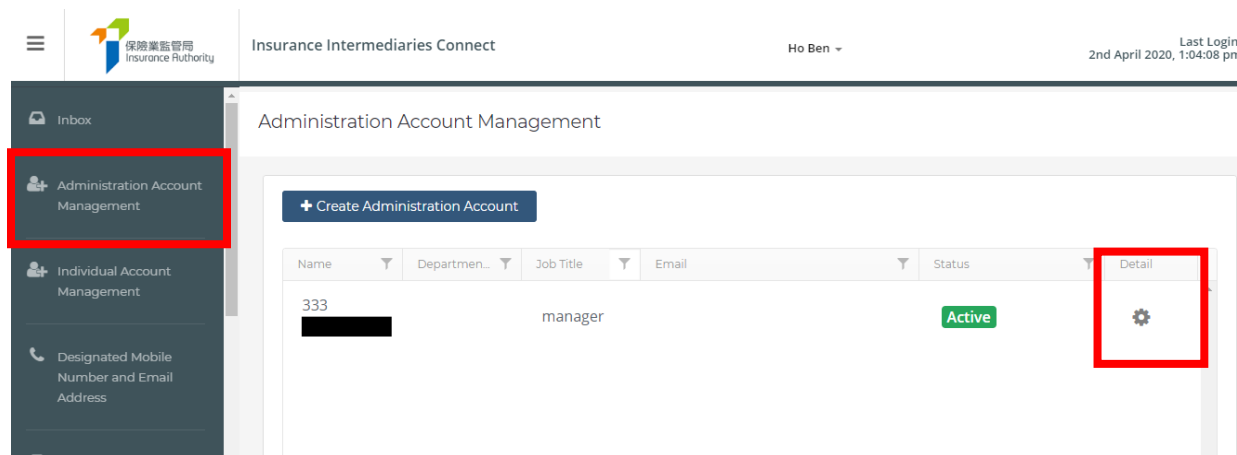 保險業監管局
Insurance Authority
Insurance Intermediaries Connect
Ho Ben
Last Login
2nd April 2020, 1:04:08 pm
Inbox
Administration Account
Management
Individual Account
Management
Designated Mobile
Number and Email
Address
Administration Account Management
+ Create Administration Account
Name
Departmen...
Job Title
Email
Status
Detail
333
manager
Active